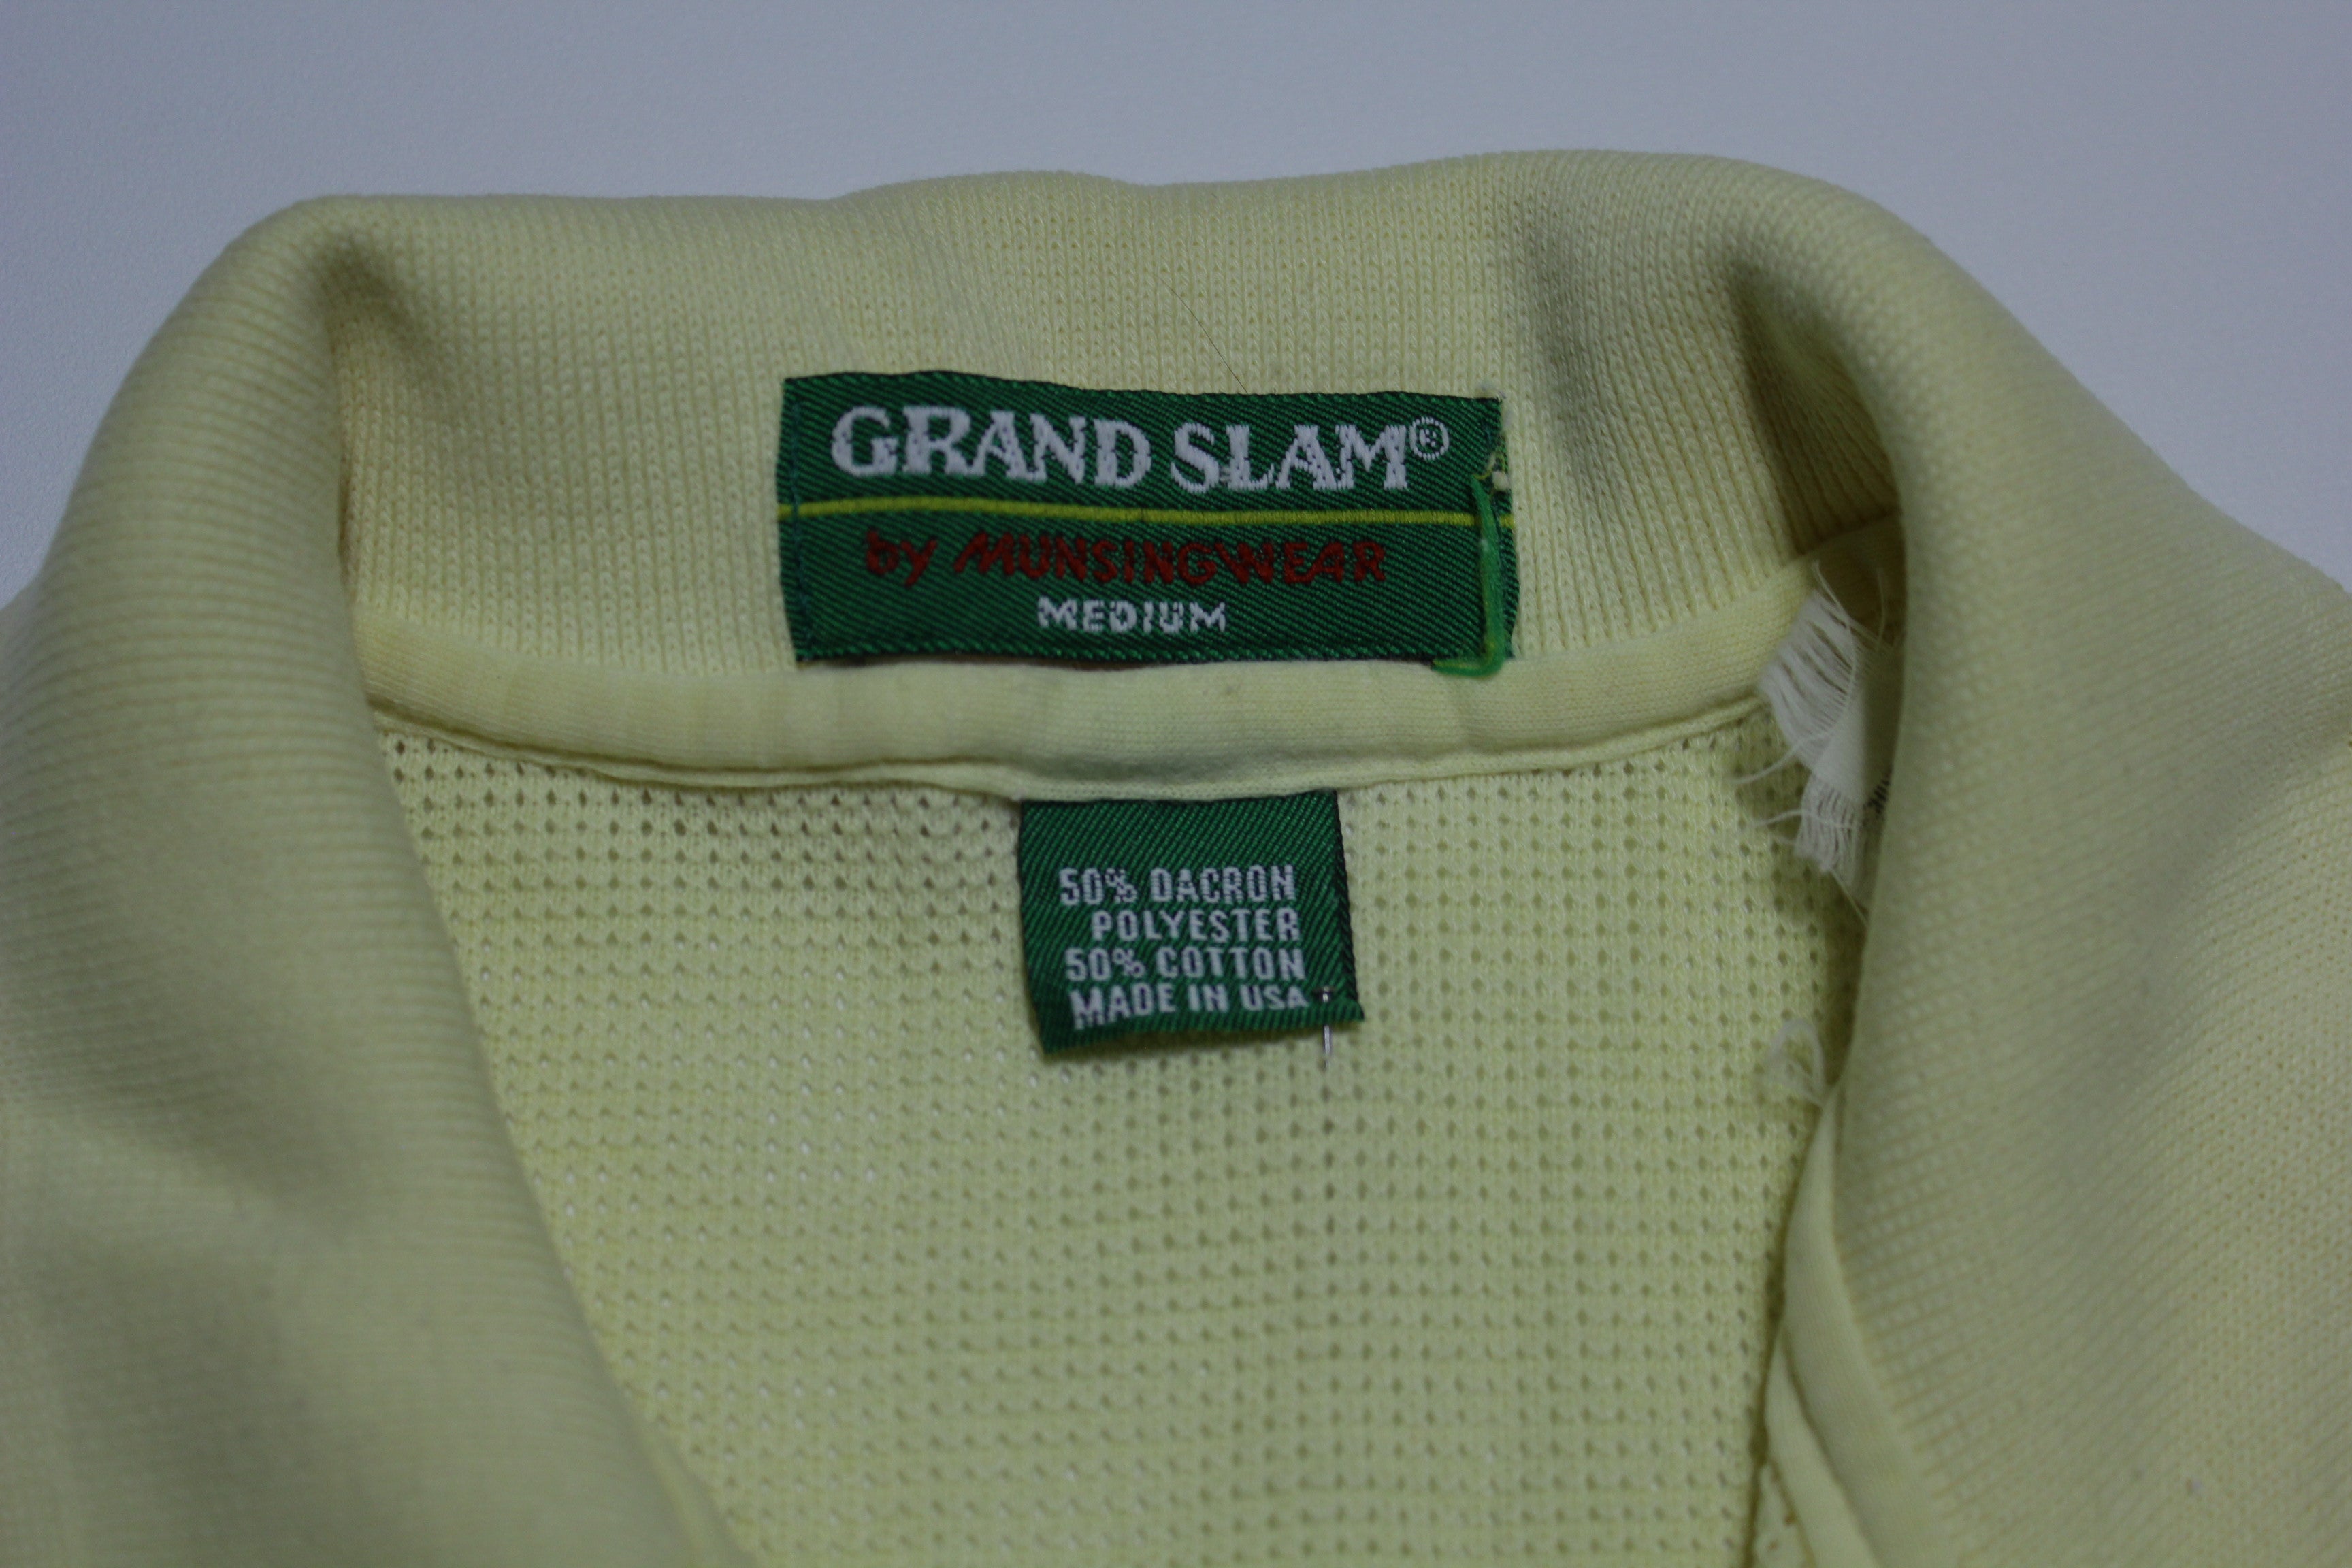 GRAND SLAM®
by MUNSINGWEAR
MEDIUM
50% DACRON
POLYESTER
50% COTTON
MADE IN USA